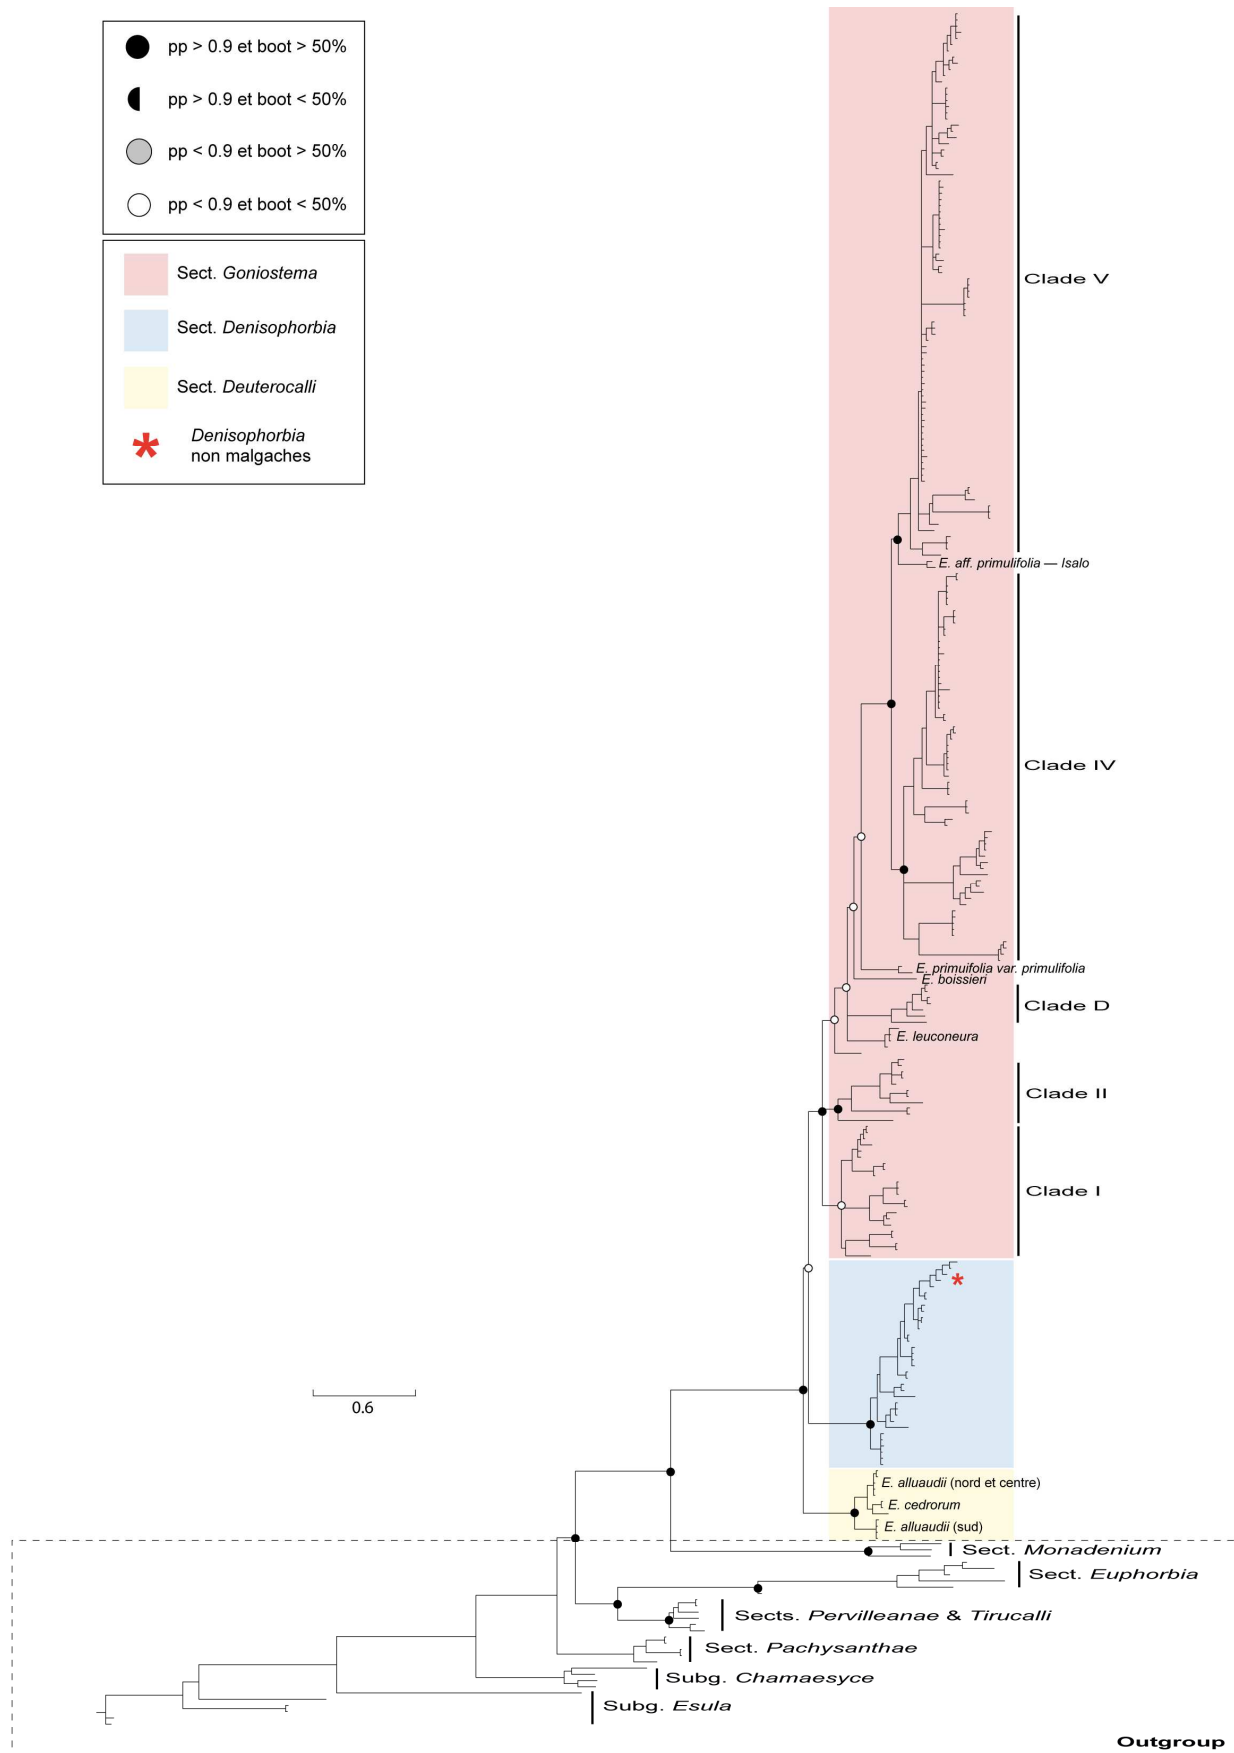 pp > 0.9 et boot > 50%
pp > 0.9 et boot < 50%
pp < 0.9 et boot > 50%
pp < 0.9 et boot < 50%
Sect. Goniostema
Sect. Denisophorbia
Sect. Deuterocalli
*
Denisophorbia
non malgaches
Clade V
E. aff. primulifolia — Isalo
Clade IV
E. primuifolia var. primulifolia
E. boissieri
Clade D
E. leuconeura
Clade II
Clade I
*
0.6
E. alluaudii (nord et centre)
E. cedrorum
E. alluaudii (sud)
Sect. Monadenium
Sect. Euphorbia
Sects. Pervilleanae & Tirucalli
Sect. Pachysanthae
Subg. Chamaesyce
Subg. Esula
Outgroup